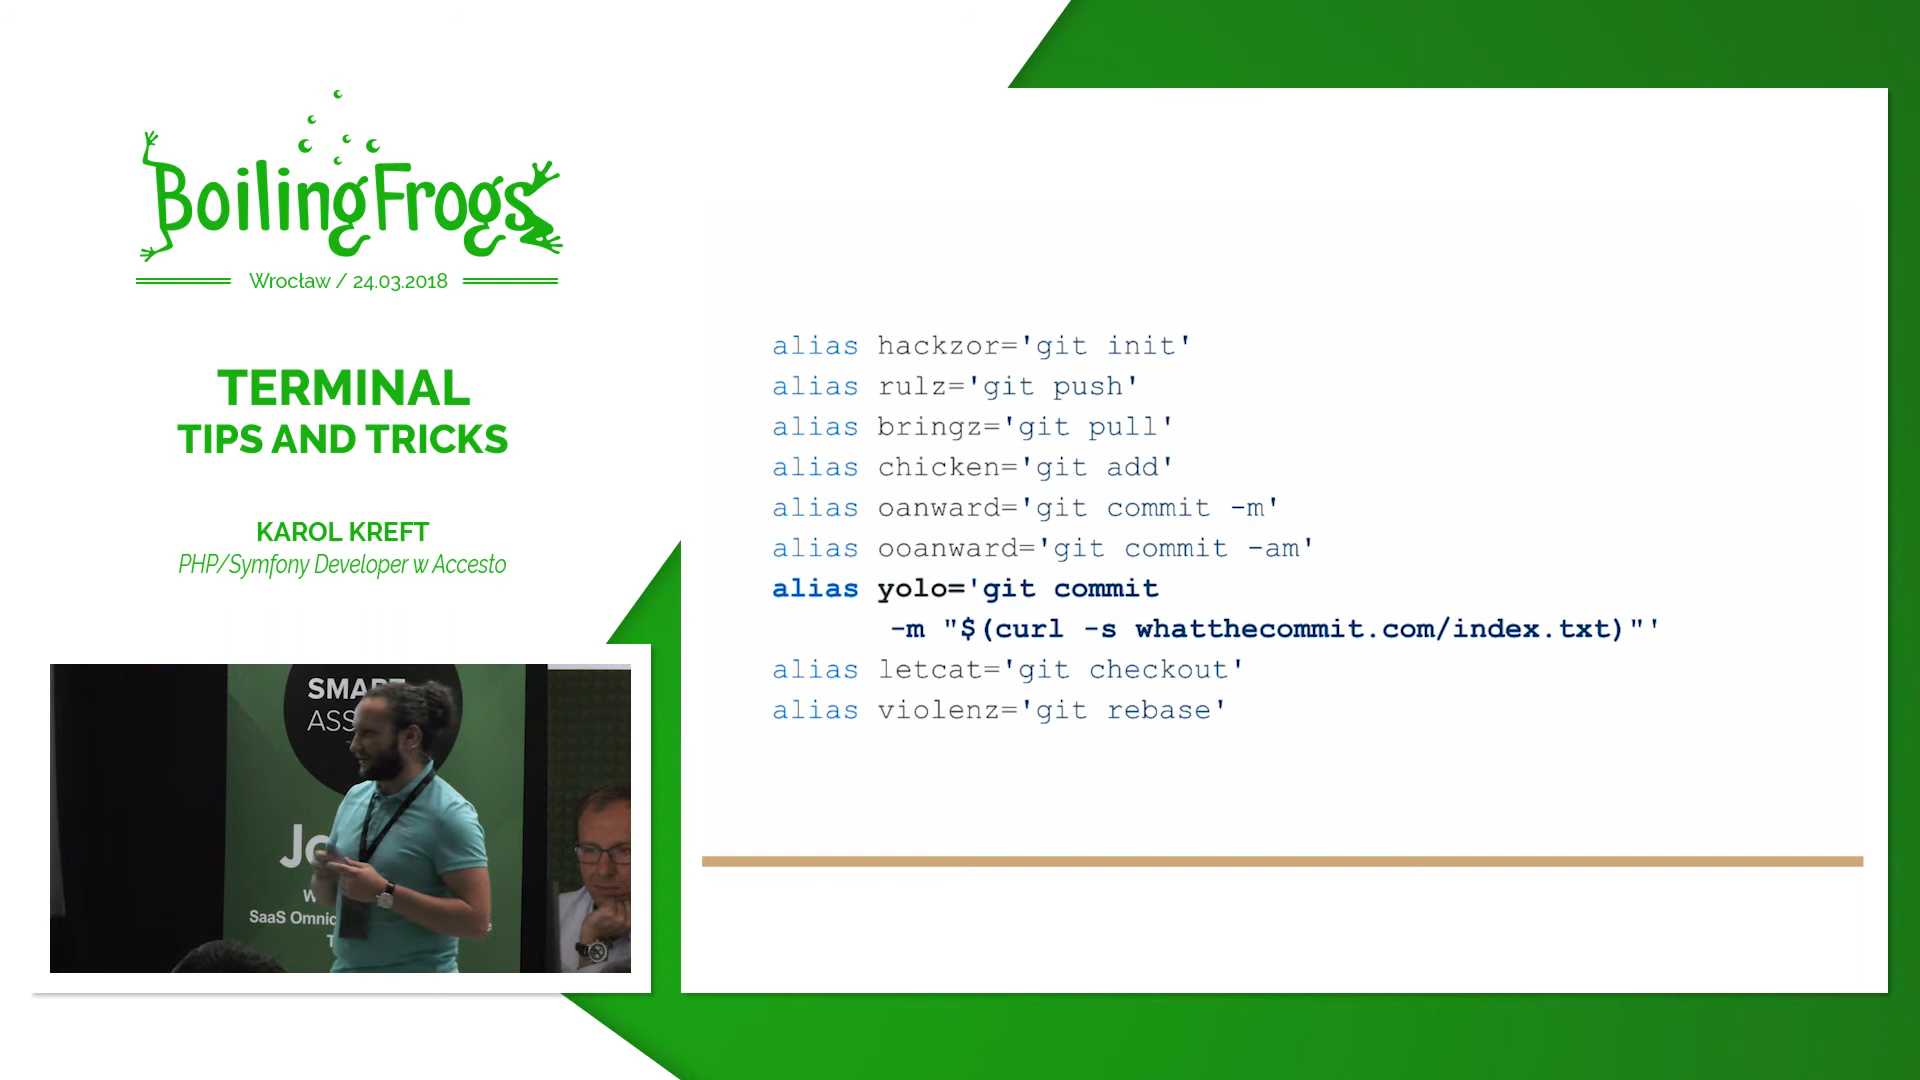 BoilingFrogs
Wrocław / 24.03.2018
TERMINAL
TIPS AND TRICKS
KAROL KREFT
PHP/Symfony Developer w Accesto
alias hackzor='git init'
alias rulz='git push'
alias bringz='git pull'
alias chicken='git add'
alias oanward='git commit -m'
alias ooanward='git commit -am'
alias yolo='git commit
-m "$(curl -s whatthecommit.com/index.txt)"'
alias letcat='git checkout'
alias violenz='git rebase'
SaaS